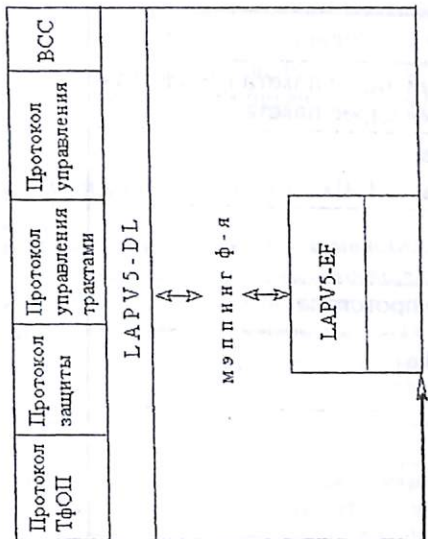 Протокол
ТфОП
Протокол
защиты
Протокол
управления
трактами
Протокол
управления
ВСС
LAPV5-DL
мэппинг ф-я
LAPV5-EF